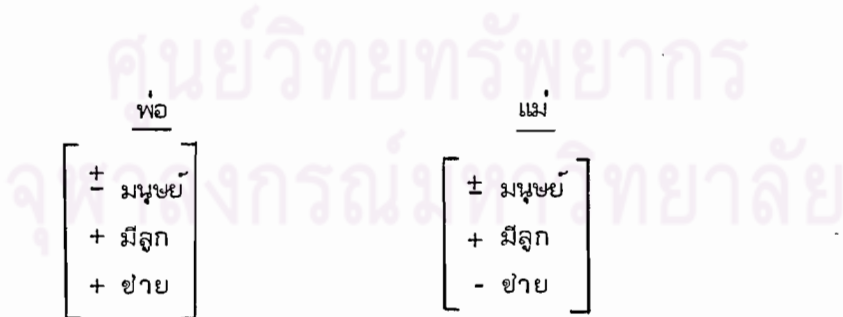 ศูนย์วิทยทรัพยากร
จุฬาลงกรณ์มหาวิทยาลัย
พ่อ แม่
± มนุษย์ ± มนุษย์
+ มีลูก + มีลูก
+ ชาย - ชาย